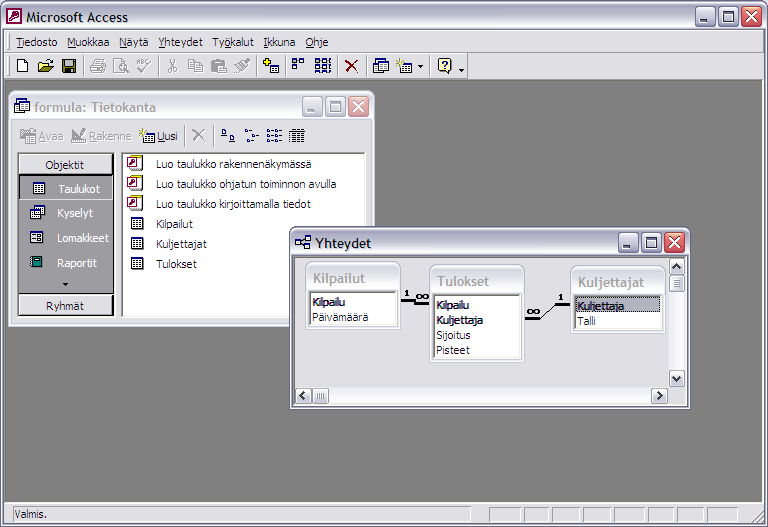 Microsoft Access
Tiedosto Muokkaa Näytä Yhteydet Työkalut Ikkuna Ohje
formula: Tietokanta
Avaa Rakenne Uusi
Objektit
Taulukot
Kyselyt
Lomakkeet
Raportit
Ryhmät
Luo taulukko rakennenäkymässä
Luo taulukko ohjatun toiminnon avulla
Luo taulukko kirjoittamalla tiedot
Kilpailut
Kuljettajat
Tulokset
Yhteydet
Kilpailut
Kilpailu
Päivämäärä
1 ∞
Tulokset
Kilpailu
Kuljettaja
Sijoitus
Pisteet
∞ 1
Kuljettajat
Kuljettaja
Talli
Valmis.